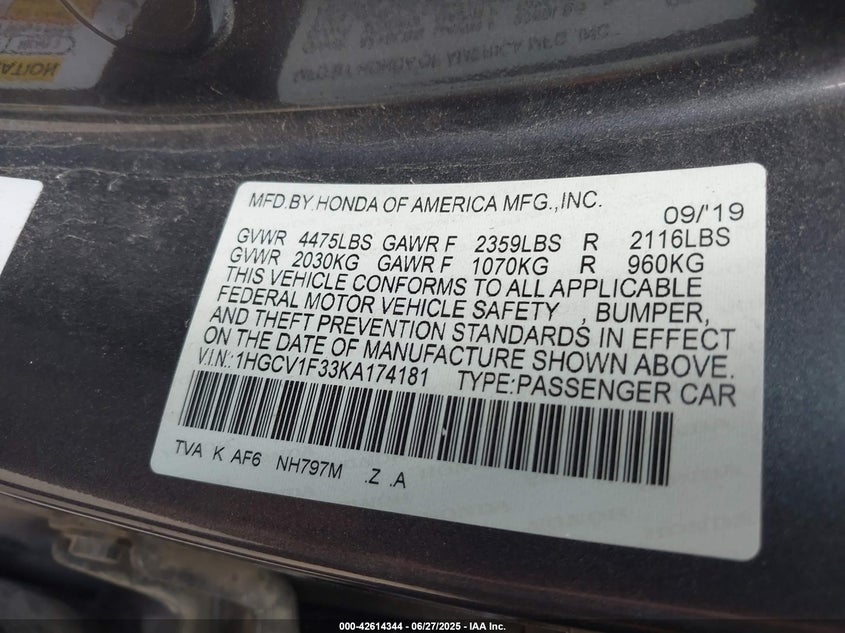 MFD.BY.HONDA OF AMERICA MFG.,INC.
09/'19
GVWR 4475LBS GAWR F 2359LBS R 2116LBS
GVWR 2030KG GAWR F 1070KG R 960KG
THIS VEHICLE CONFORMS TO ALL APPLICABLE
FEDERAL MOTOR VEHICLE SAFETY , BUMPER,
AND THEFT PREVENTION STANDARDS IN EFFECT
ON THE DATE OF MANUFACTURE SHOWN ABOVE.
V.I.N.:1HGCV1F33KA174181 TYPE:PASSENGER CAR
TVA K AF6 NH797M .Z .A
000-42614344 | 06/27/2025 - IAA Inc.